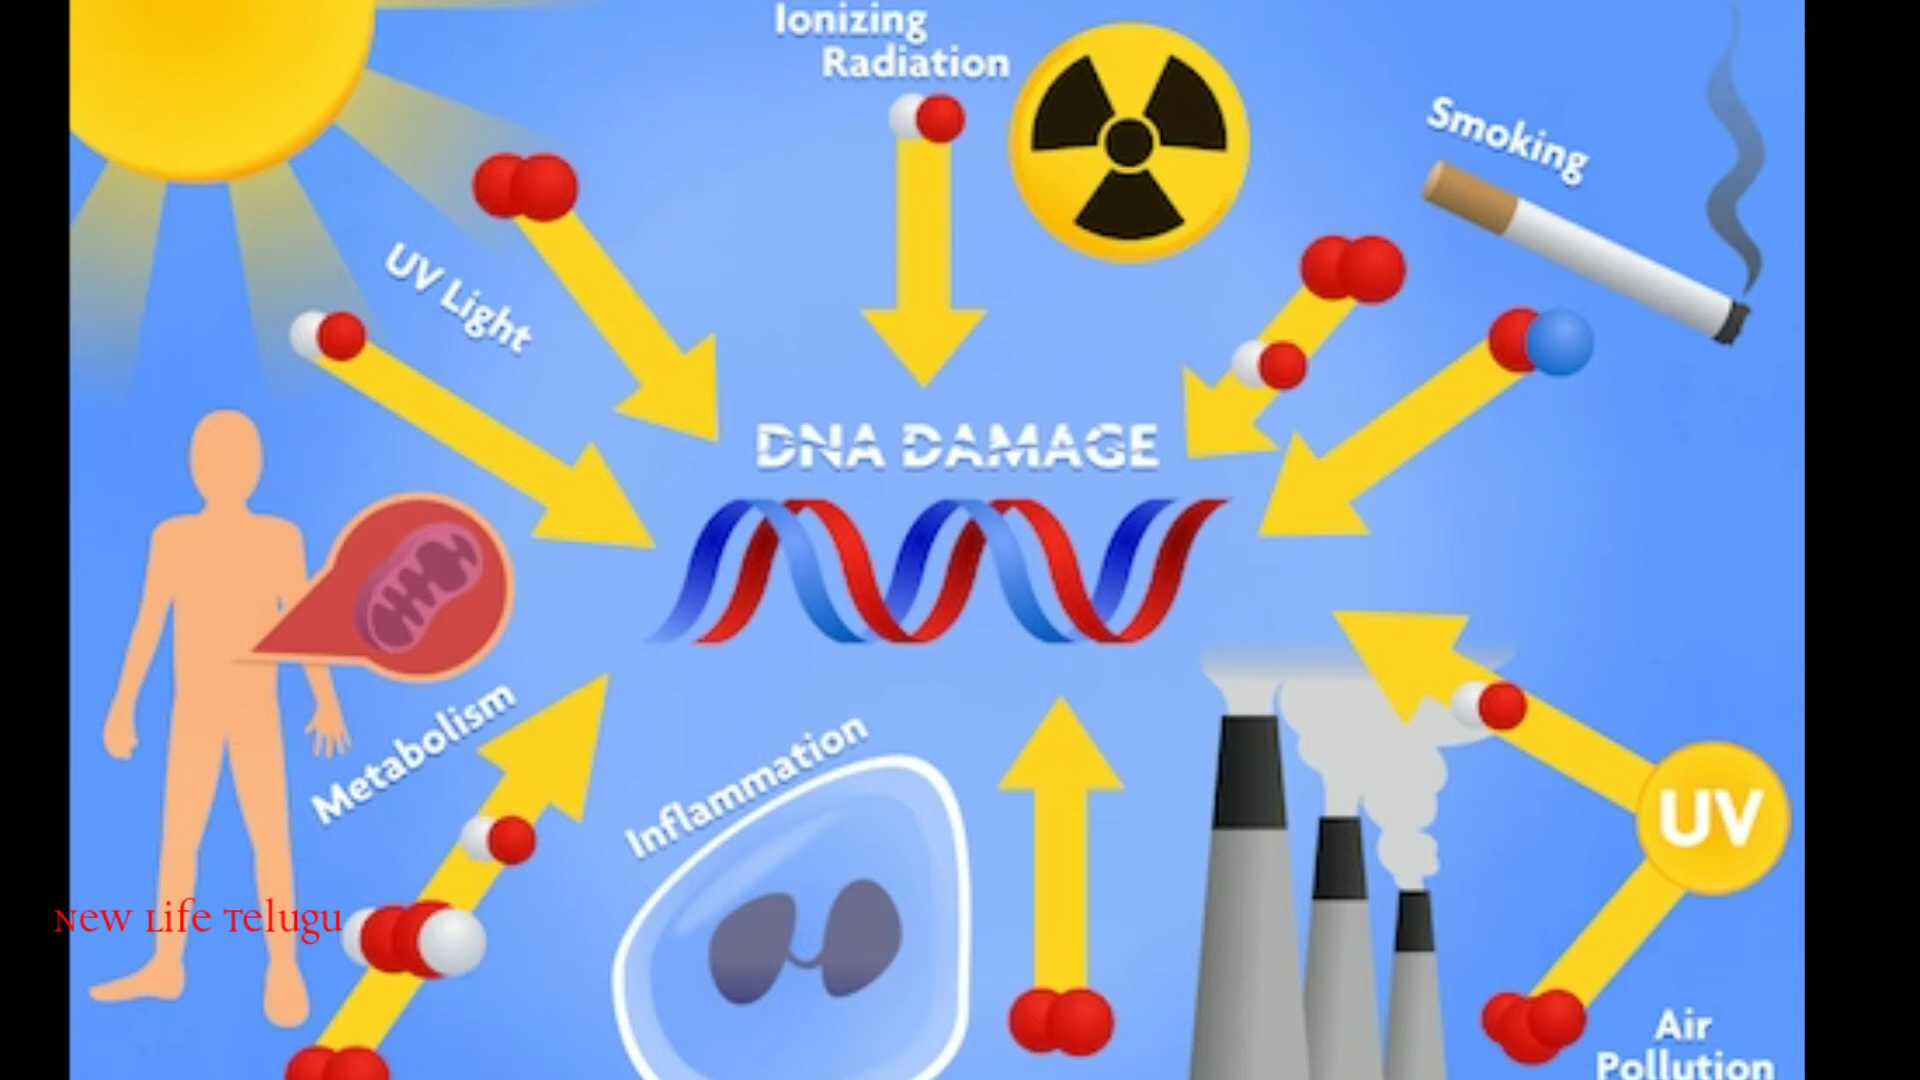 Ionizing
Radiation
Smoking
UV Light
DNA DAMAGE
Metabolism
Inflammation
UV
New Life Telugu
Air
Pollution